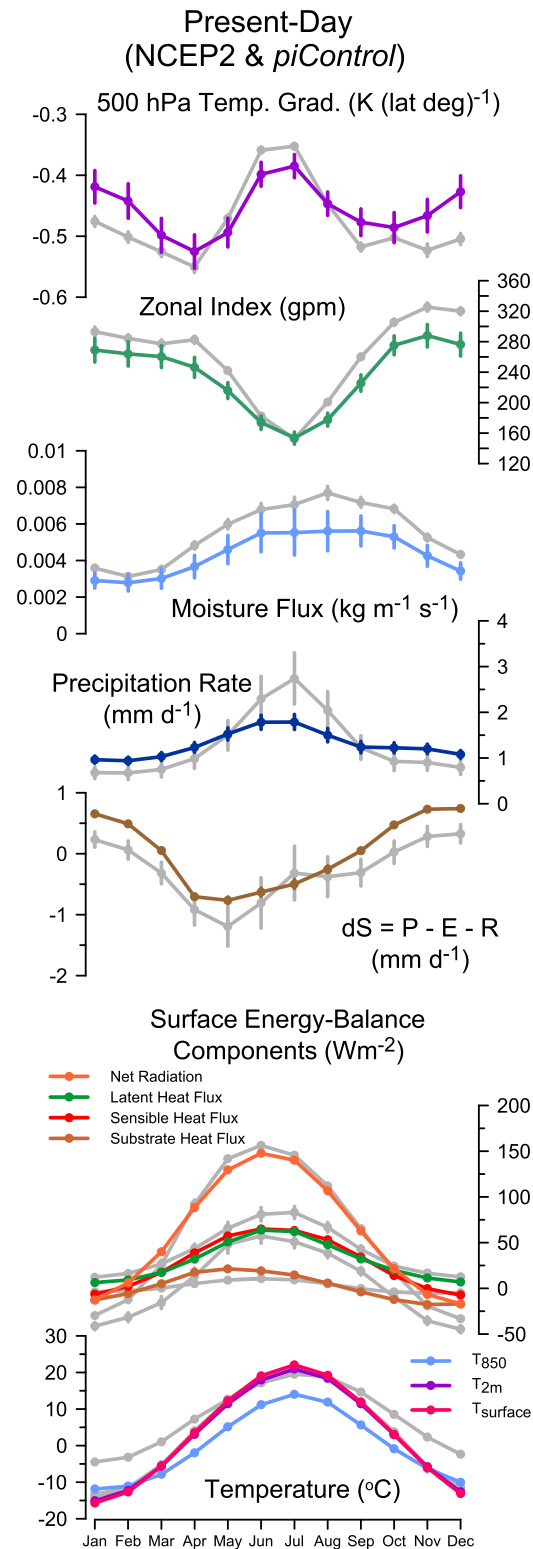 Present-Day
(NCEP2 & piControl)
500 hPa Temp. Grad. (K (lat deg)-1)
-0.3
-0.4
-0.5
-0.6
Zonal Index (gpm)
360
320
280
240
200
160
120
0.01
0.008
0.006
0.004
0.002
0
Moisture Flux (kg m-1 s-1)
4
3
2
1
0
Precipitation Rate
(mm d-1)
1
0
-1
-2
dS = P - E - R
(mm d-1)
Surface Energy-Balance
Components (Wm-2)
Net Radiation
Latent Heat Flux
Sensible Heat Flux
Substrate Heat Flux
200
150
100
50
0
-50
30
20
10
0
-10
-20
T850
T2m
Tsurface
Temperature (oC)
Jan Feb Mar Apr May Jun Jul Aug Sep Oct Nov Dec